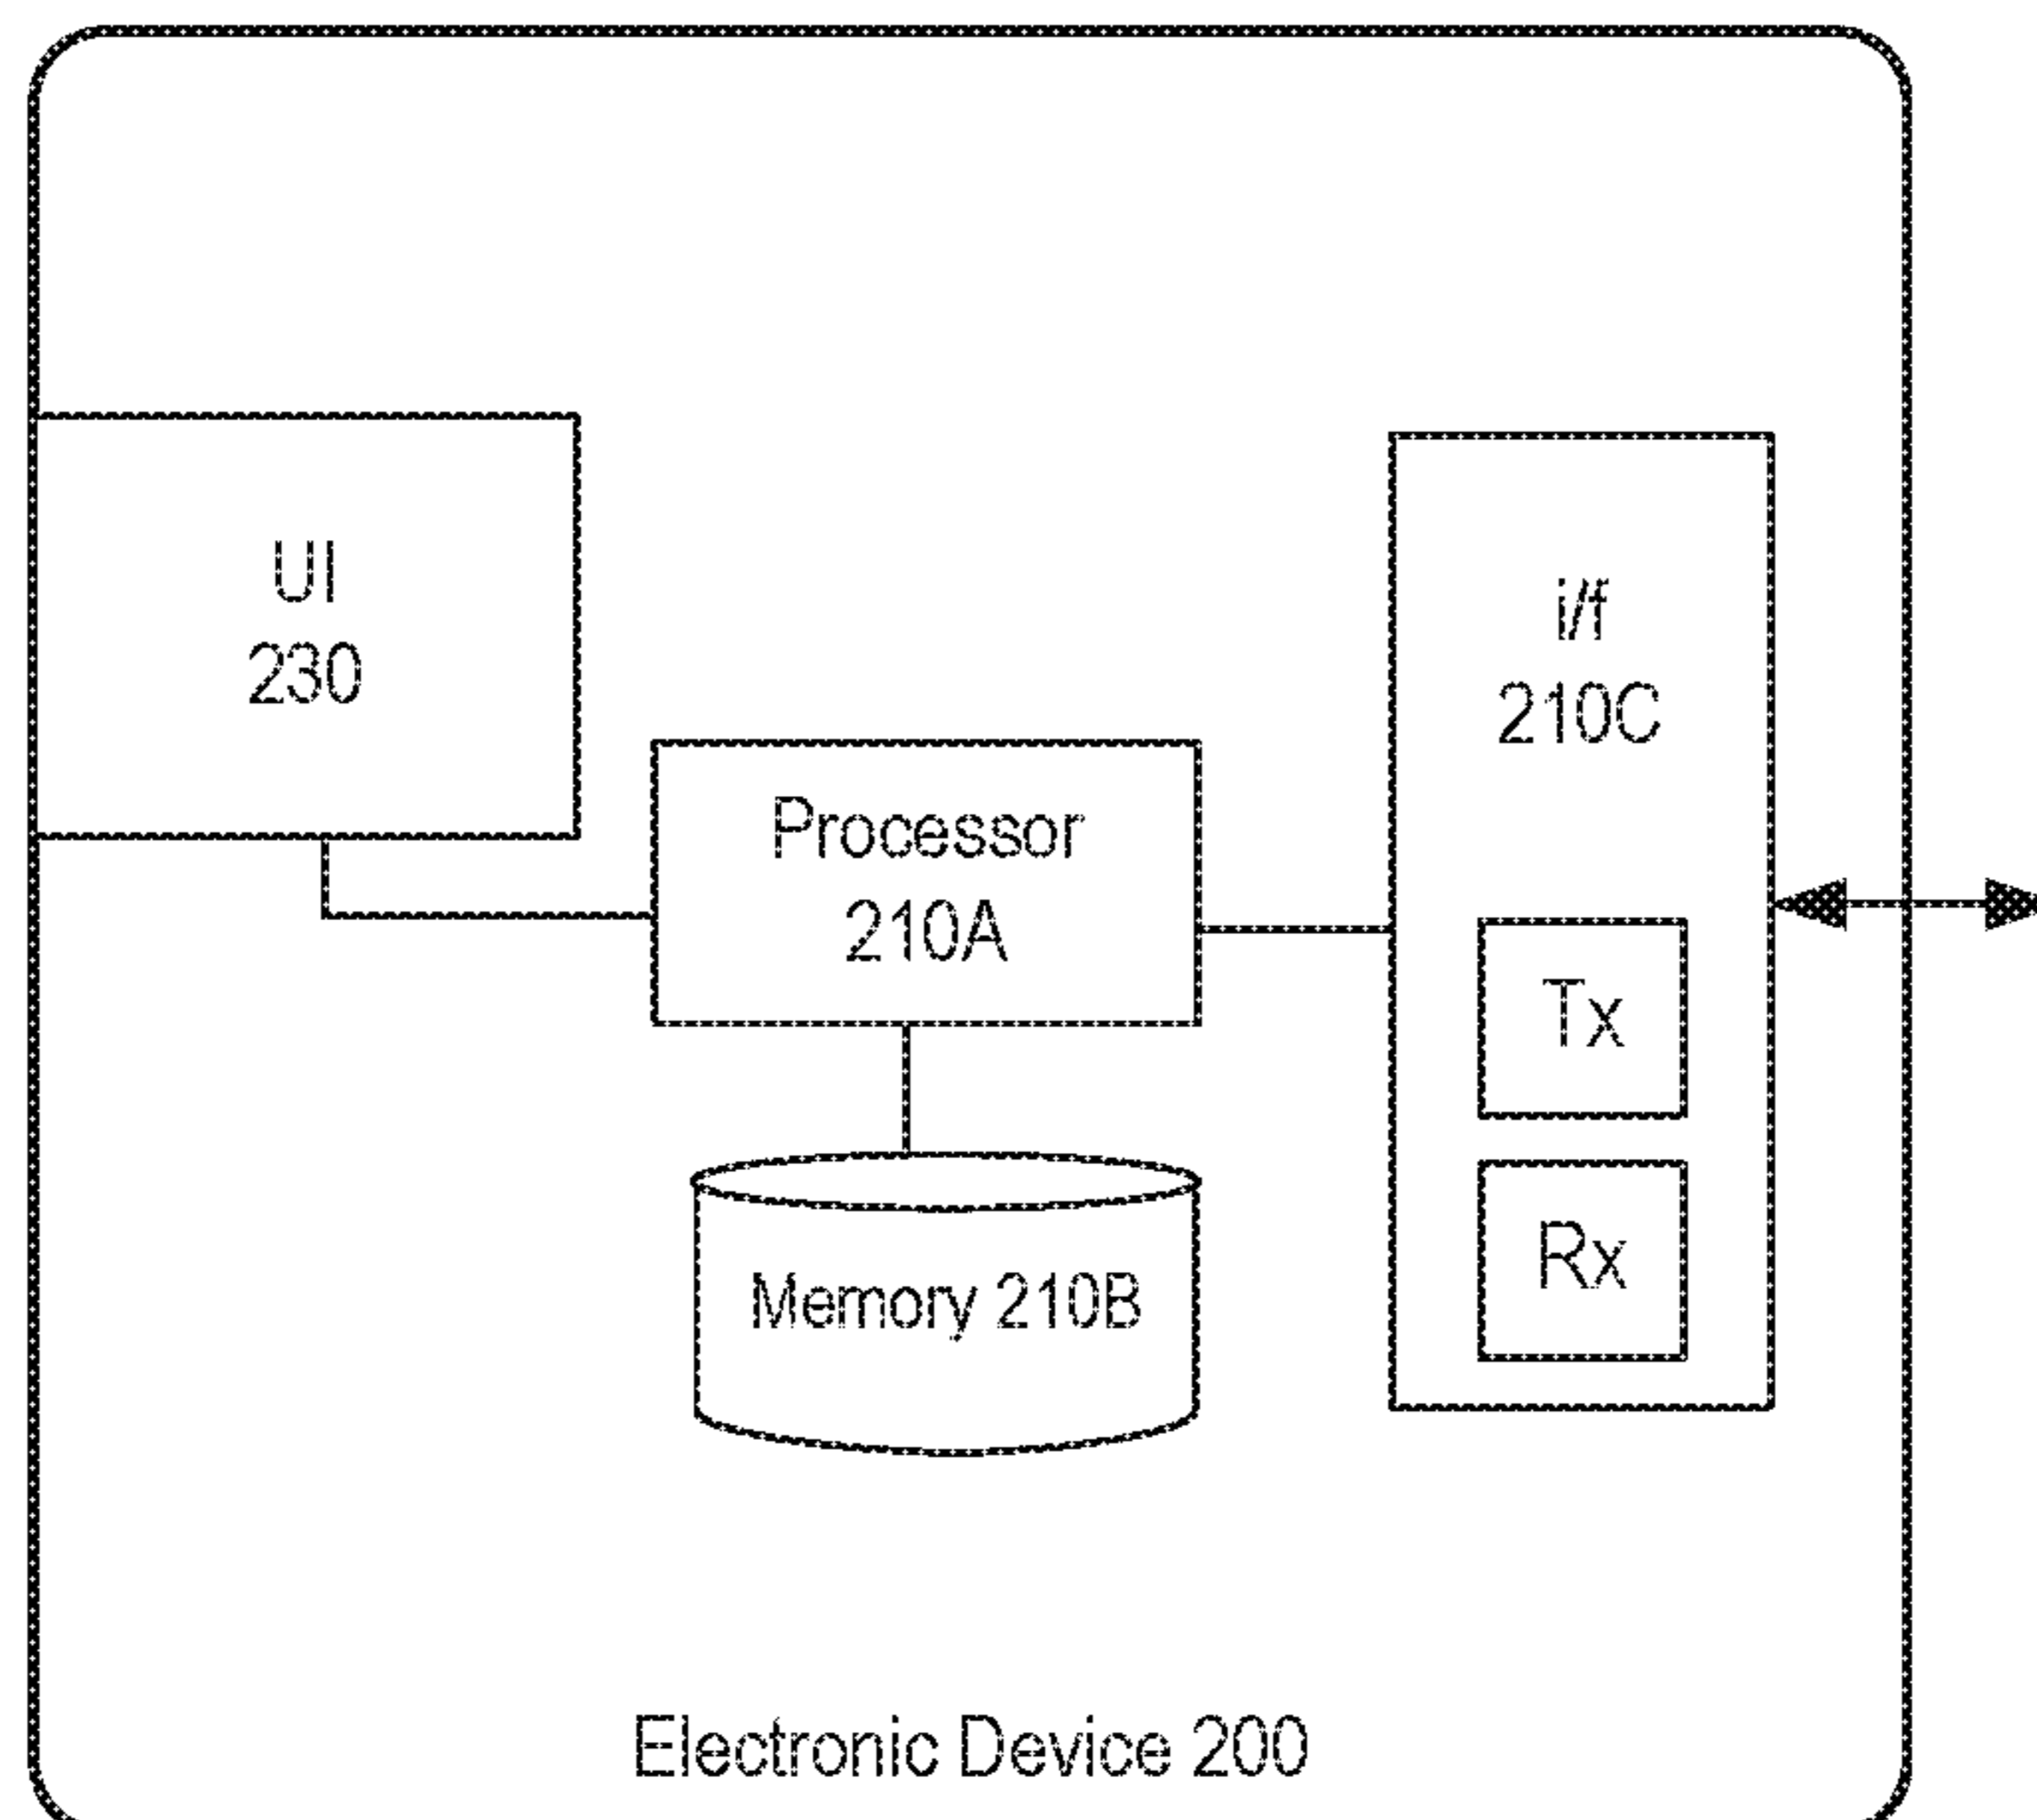 UI
230
Processor
210A
i/f
210C
Tx
Rx
Memory 210B
Electronic Device 200